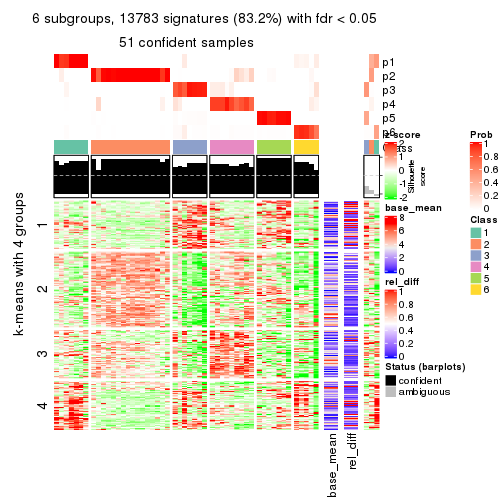 6 subgroups, 13783 signatures (83.2%) with fdr < 0.05
51 confident samples
p1
p2
p3
p4
p5
p6
Class
z-score
2
1
0
-1
-2
Silhouette score
Prob
1
0.8
0.6
0.4
0.2
0
base_mean
8
6
4
2
0
Class
1
2
3
4
5
6
rel_diff
1
0.8
0.6
0.4
0.2
0
Status (barplots)
confident
ambiguous
k-means with 4 groups
1
2
3
4
base_mean
rel_diff